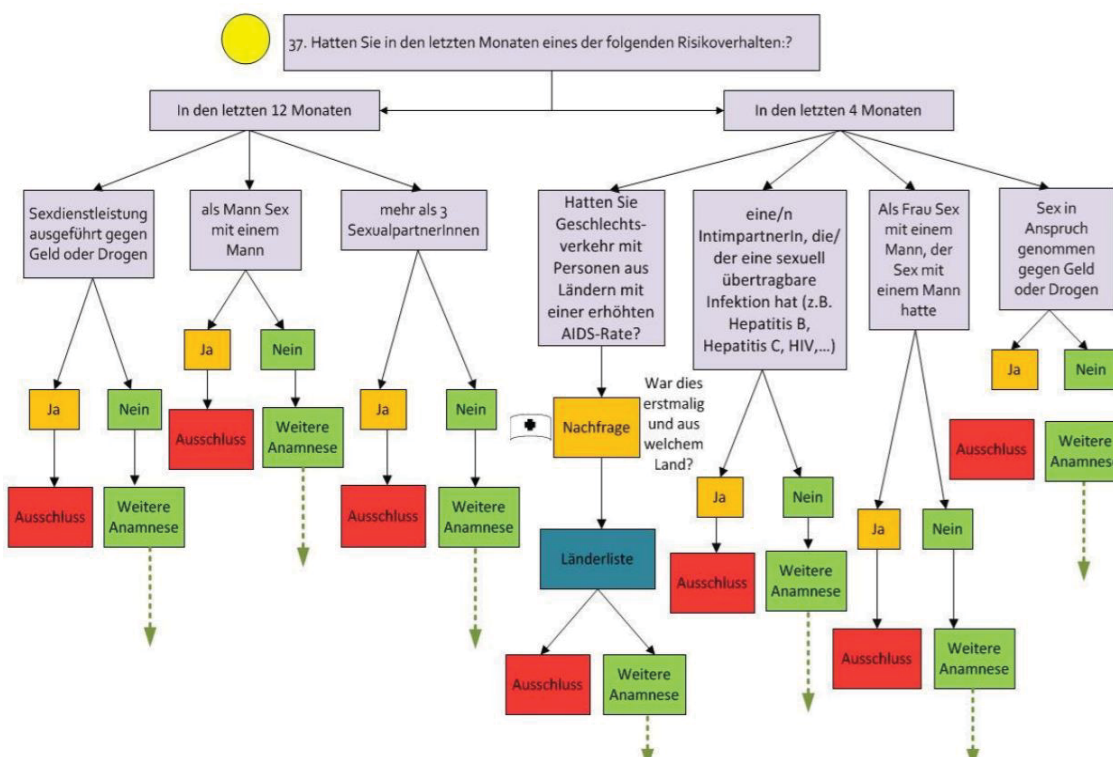 37. Hatten Sie in den letzten Monaten eines der folgenden Risikoverhalten:?
In den letzten 12 Monaten
In den letzten 4 Monaten
Sexdienstleistung
ausgeführt gegen
Geld oder Drogen
als Mann Sex
mit einem
Mann
mehr als 3
SexualpartnerInnen
Hatten Sie
Geschlechts-
verkehr mit
Personen aus
Ländern mit
einer erhöhten
AIDS-Rate?
eine/n
IntimpartnerIn, die/
der eine sexuell
übertragbare
Infektion hat (z.B.
Hepatitis B,
Hepatitis C, HIV,...)
Als Frau Sex
mit einem
Mann, der
Sex mit
einem Mann
hatte
Sex in
Anspruch
genommen
gegen Geld
oder Drogen
Ja
Nein
Ausschluss
Weitere
Anamnese
Ja
Nein
Ausschluss
Weitere
Anamnese
Ja
Nein
Ausschluss
Weitere
Anamnese
Nachfrage
War dies
erstmalig
und aus
welchem
Land?
Länderliste
Ausschluss
Weitere
Anamnese
Ja
Nein
Ausschluss
Weitere
Anamnese
Ja
Nein
Ausschluss
Weitere
Anamnese
Ja
Nein
Ausschluss
Weitere
Anamnese